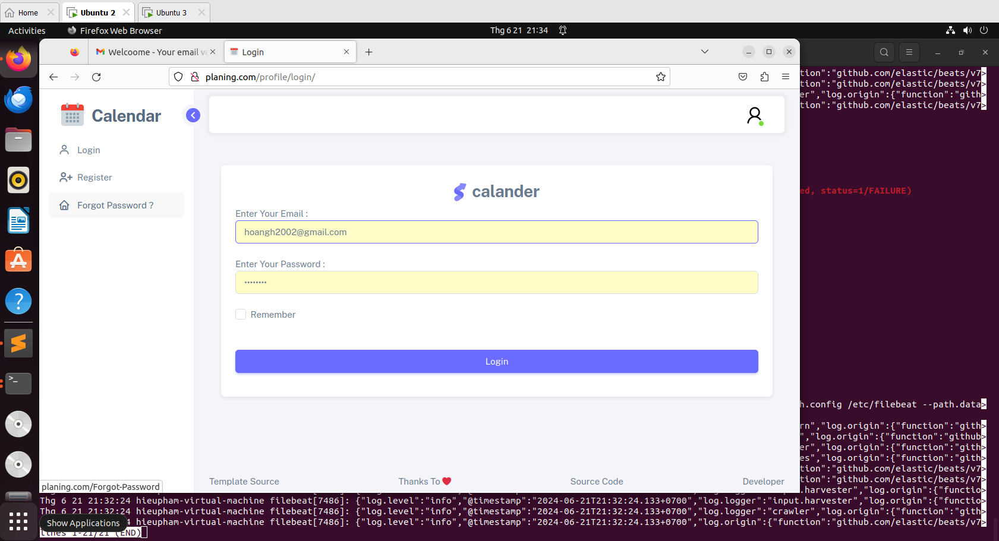 Home
Ubuntu 2
Ubuntu 3
Activities
Firefox Web Browser
Thg 6 21 21:34
Welcoome - Your email ve
Login
planing.com/profile/login/
tion":"github.com/elastic/beats/v7>
tion":"github.com/elastic/beats/v7>
er","log.origin":{"function":"gith>
tion":"github.com/elastic/beats/v7>
Calendar
Login
Register
Forgot Password ?
calander
Enter Your Email :
hoangh2002@gmail.com
Enter Your Password :
••••••••
Remember
Login
ed, status=1/FAILURE)
h.config /etc/filebeat --path.data>
rn","log.origin":{"function":"gith>
","log.origin":{"function":"github>
er","log.origin":{"function":"gith>
es","log.origin":{"function":"gith>
tion":"github.com/elastic/beats/v7>
tion":"github.com/elastic/beats/v7>
Template Source
Thanks To
Source Code
Developer
planing.com/Forgot-Password
.harvester","log.origin":{"functio>
Thg 6 21 21:32:24 hieupham-virtual-machine filebeat[7486]: {"log.level":"info","@timestamp":"2024-06-21T21:32:24.133+0700","log.logger":"input.harvester","log.origin":{"functio>
Thg 6 21 21:32:24 hieupham-virtual-machine filebeat[7486]: {"log.level":"info","@timestamp":"2024-06-21T21:32:24.133+0700","log.logger":"crawler","log.origin":{"function":"gith>
24 hieupham-virtual-machine filebeat[7486]: {"log.level":"info","@timestamp":"2024-06-21T21:32:24.133+0700","log.origin":{"function":"github.com/elastic/beats/v7>
Show Applications
lines 1-21/21 (END)